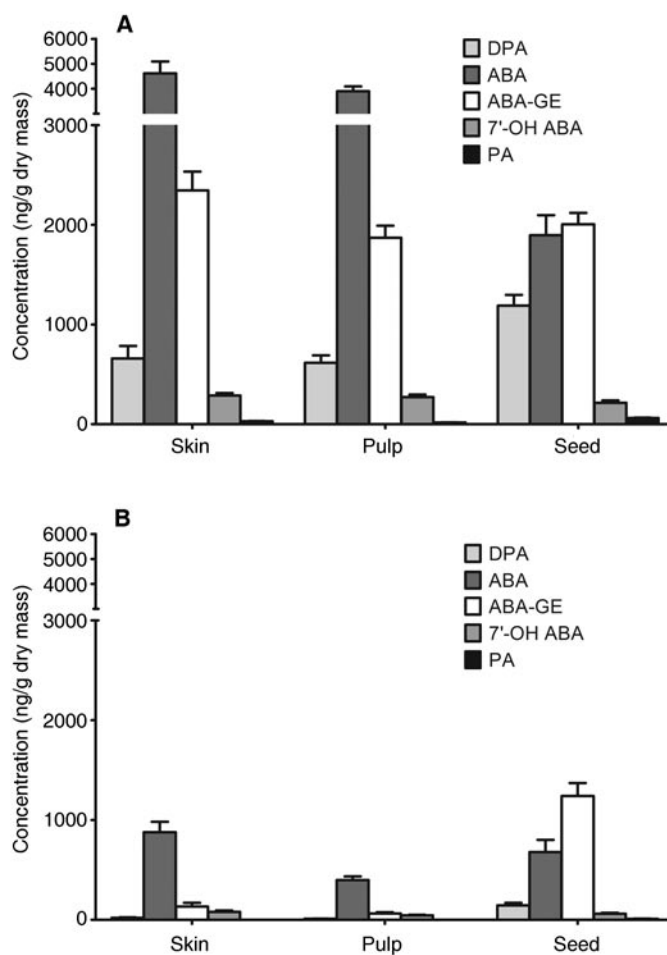 A
6000
5000
4000
3000
2000
1000
0
Concentration (ng/g dry mass)
DPA
ABA
ABA-GE
7'-OH ABA
PA
Skin Pulp Seed
B
6000
5000
4000
3000
2000
1000
0
Concentration (ng/g dry mass)
DPA
ABA
ABA-GE
7'-OH ABA
PA
Skin Pulp Seed